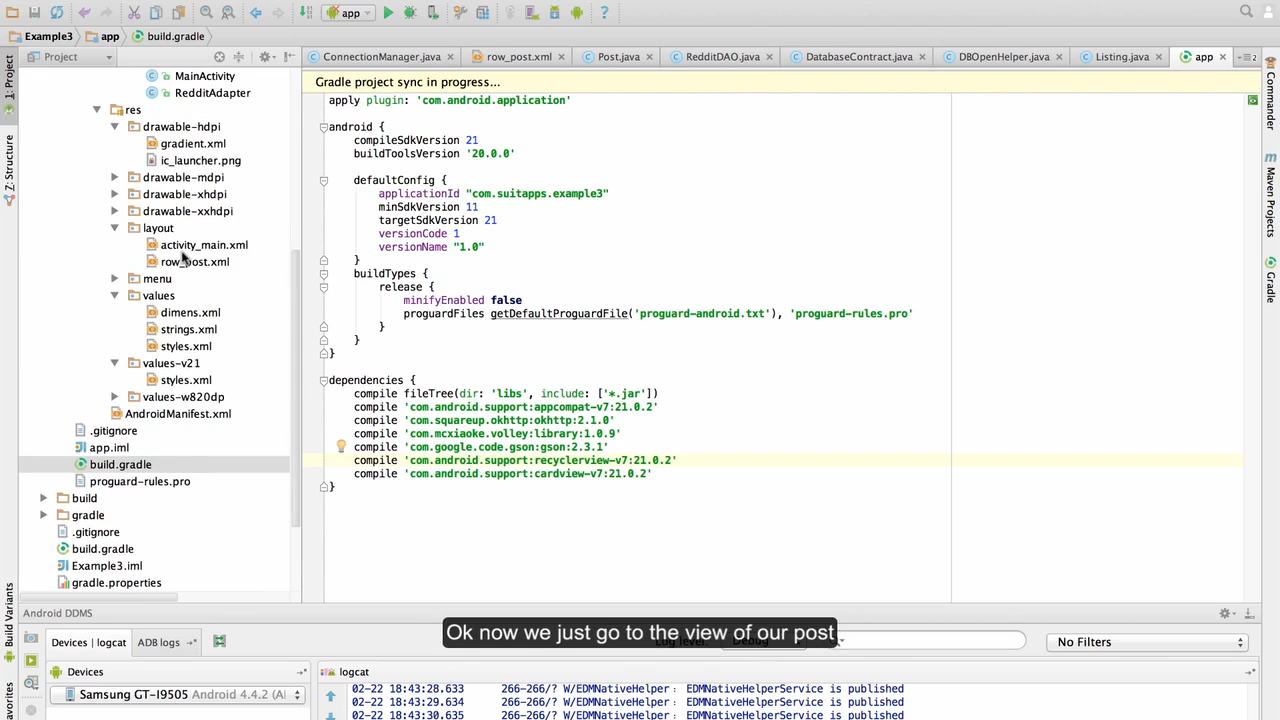 app
Example3
app
build.gradle
Project
ConnectionManager.java
row_post.xml
Post.java
RedditDAO.java
DatabaseContract.java
DBOpenHelper.java
Listing.java
app
2
1: Project
Z: Structure
Build Variants
Commander
Maven Projects
Gradle
MainActivity
RedditAdapter
res
drawable-hdpi
gradient.xml
ic_launcher.png
drawable-mdpi
drawable-xhdpi
drawable-xxhdpi
layout
activity_main.xml
row_post.xml
menu
values
dimens.xml
strings.xml
styles.xml
values-v21
styles.xml
values-w820dp
AndroidManifest.xml
.gitignore
app.iml
build.gradle
proguard-rules.pro
build
gradle
.gitignore
build.gradle
Example3.iml
gradle.properties
Gradle project sync in progress...
apply plugin: 'com.android.application'
android {
compileSdkVersion 21
buildToolsVersion '20.0.0'
defaultConfig {
applicationId "com.suitapps.example3"
minSdkVersion 11
targetSdkVersion 21
versionCode 1
versionName "1.0"
}
buildTypes {
release {
minifyEnabled false
proguardFiles getDefaultProguardFile('proguard-android.txt'), 'proguard-rules.pro'
}
}
}
dependencies {
compile fileTree(dir: 'libs', include: ['*.jar'])
compile 'com.android.support:appcompat-v7:21.0.2'
compile 'com.squareup.okhttp:okhttp:2.1.0'
compile 'com.mcxiaoke.volley:library:1.0.9'
compile 'com.google.code.gson:gson:2.3.1'
compile 'com.android.support:recyclerview-v7:21.0.2'
compile 'com.android.support:cardview-v7:21.0.2'
}
Android DDMS
Devices | logcat
ADB logs
Ok now we just go to the view of our post
No Filters
Devices
logcat
Samsung GT-I9505 Android 4.4.2 (AI
02-22 18:43:28.633 266-266/? W/EDMNativeHelper﹕ EDMNativeHelperService is published
02-22 18:43:29.634 266-266/? W/EDMNativeHelper﹕ EDMNativeHelperService is published
02-22 18:43:30.635 266-266/? W/EDMNativeHelper﹕ EDMNativeHelperService is published